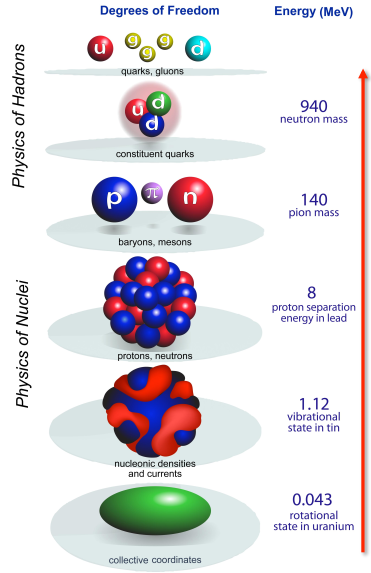 Degrees of Freedom
Energy (MeV)
Physics of Hadrons
u
g
g
g
d
quarks, gluons
u
d
d
constituent quarks
940
neutron mass
p
π
n
baryons, mesons
140
pion mass
Physics of Nuclei
protons, neutrons
8
proton separation
energy in lead
nucleonic densities
and currents
1.12
vibrational
state in tin
collective coordinates
0.043
rotational
state in uranium